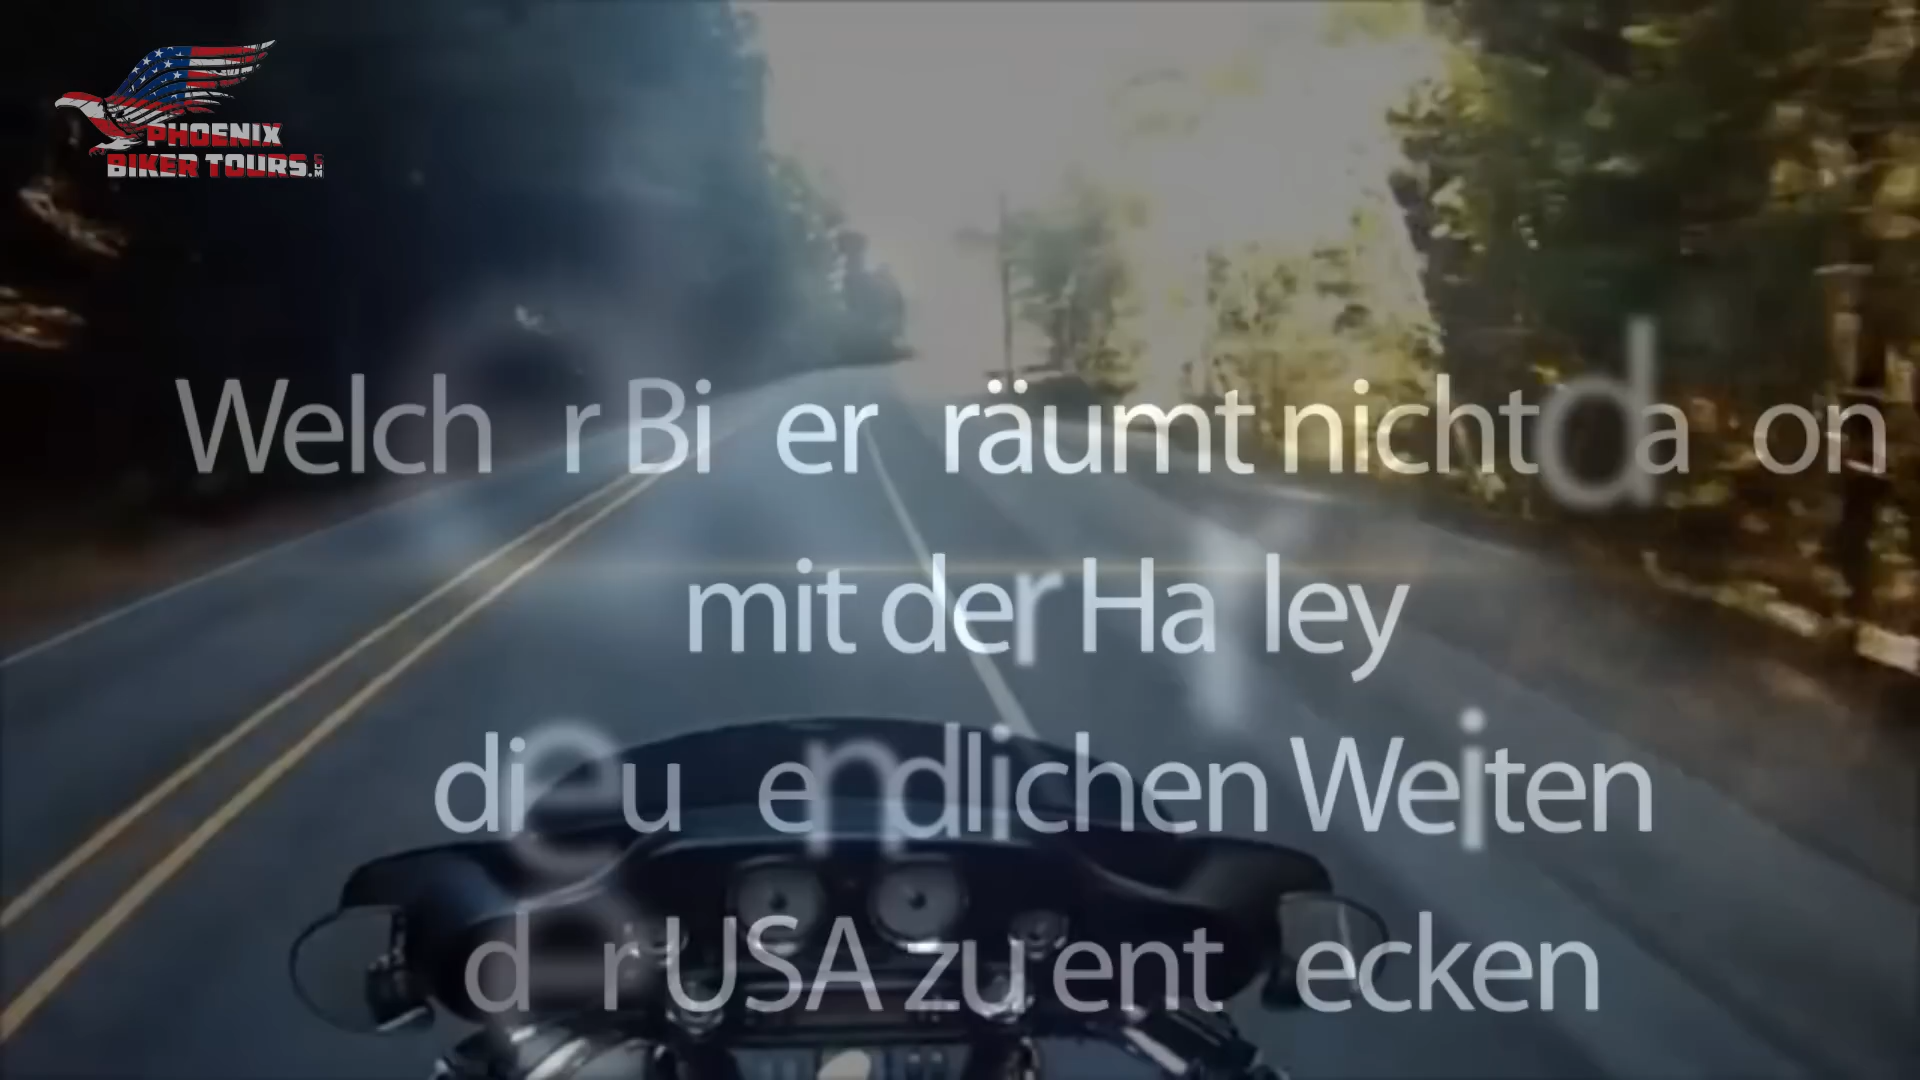 PHOENIX
BIKER TOURS.COM
Welch r Bi er räumt nicht da on
mit der Ha ley
die u endlichen Weiten
d r USA zu ent ecken